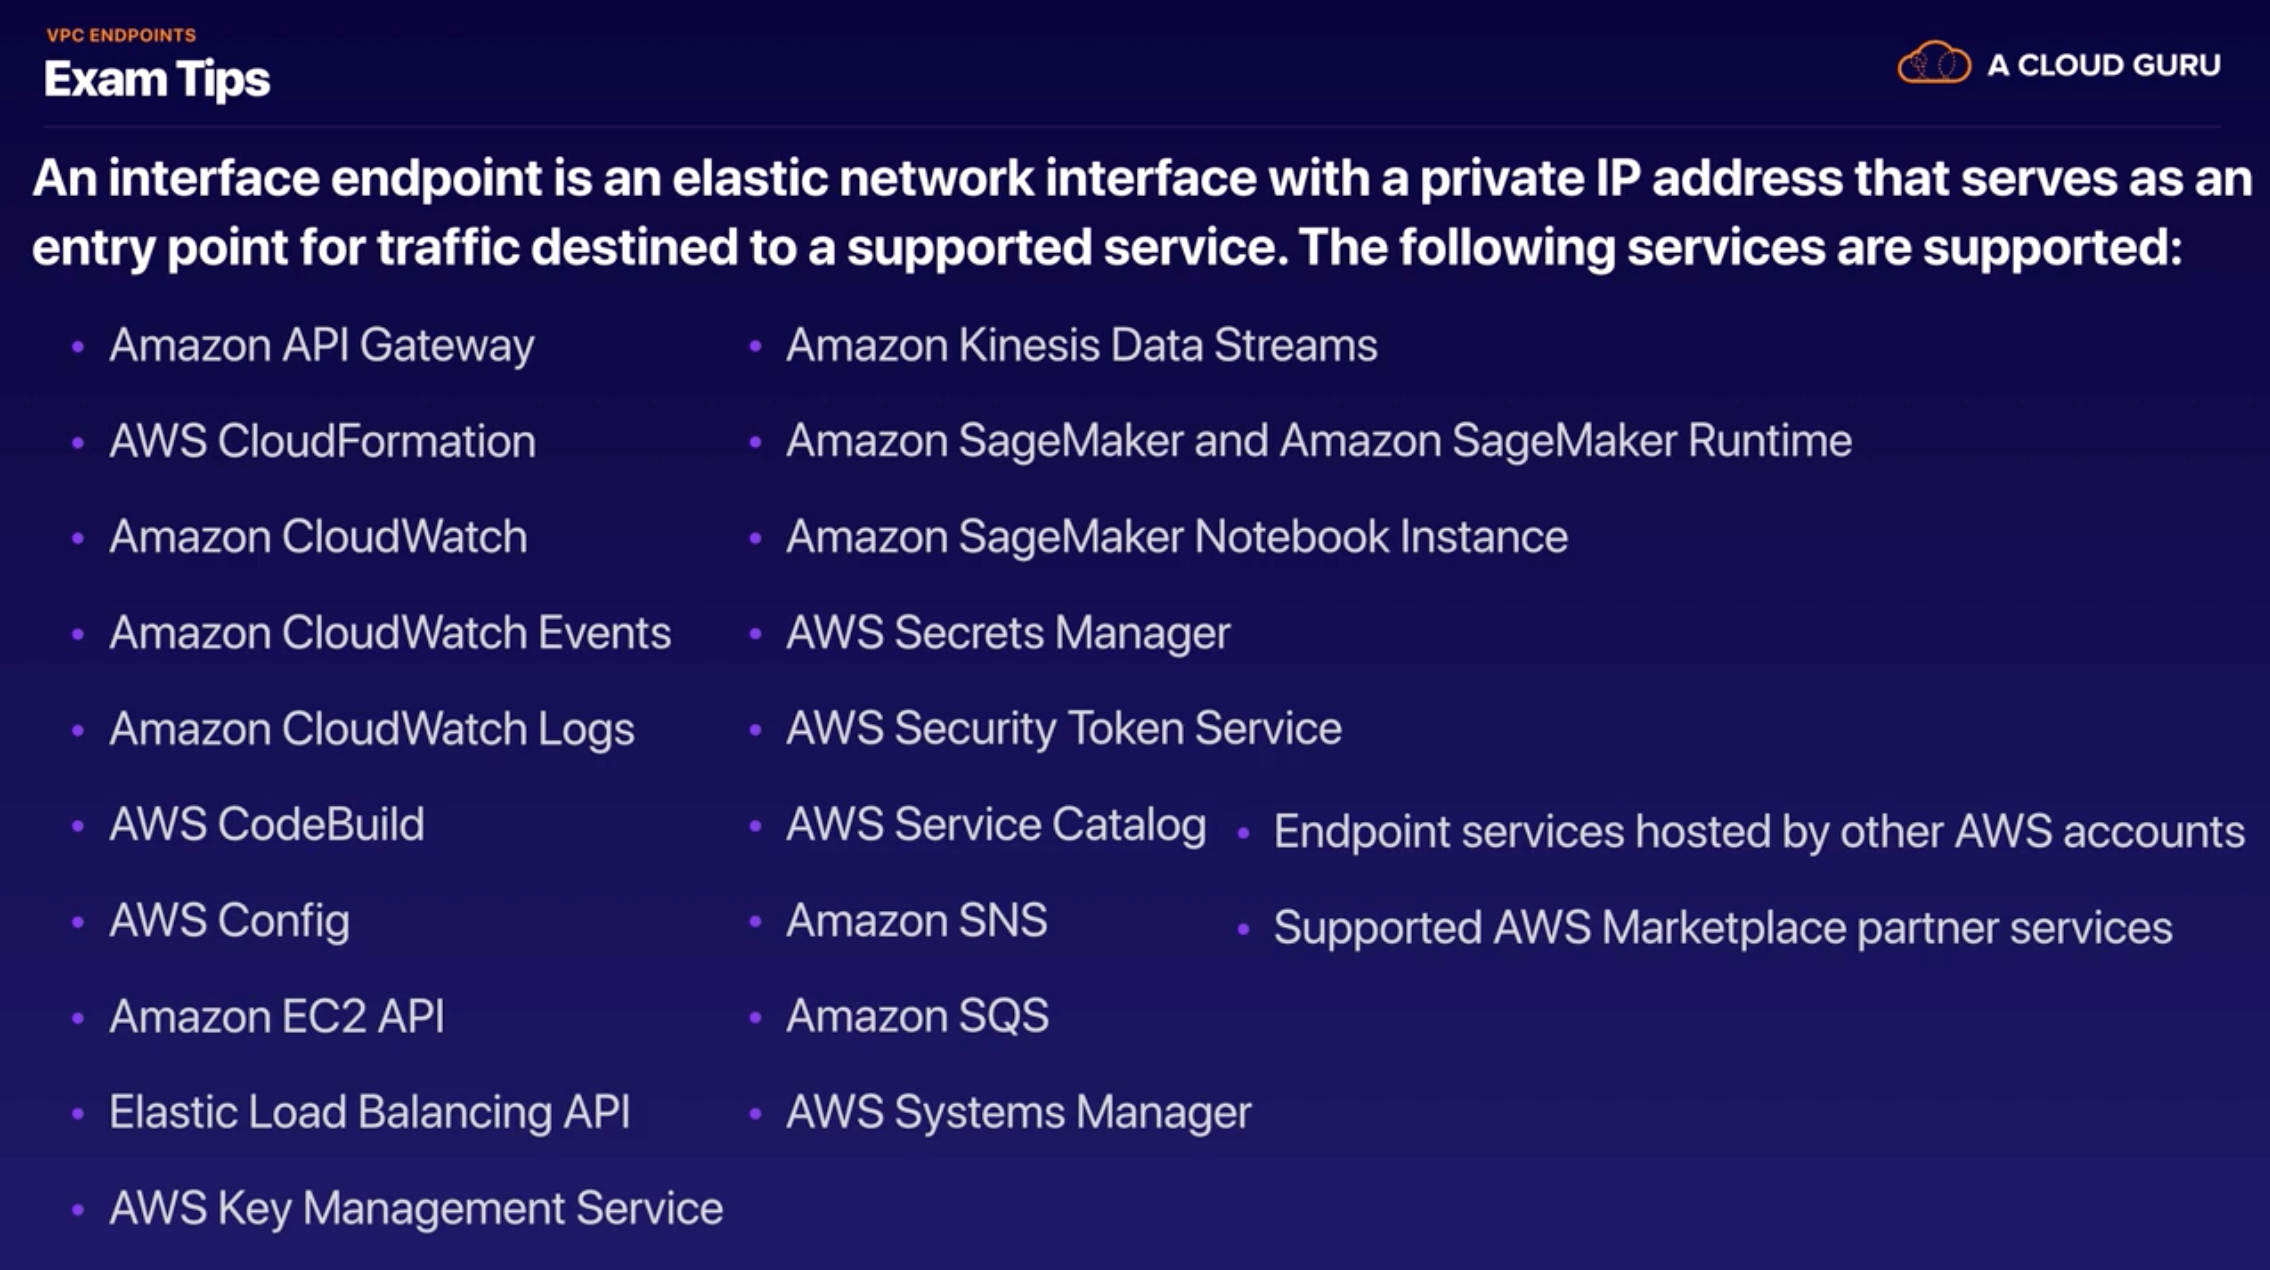 VPC ENDPOINTS
Exam Tips
A CLOUD GURU
An interface endpoint is an elastic network interface with a private IP address that serves as an
entry point for traffic destined to a supported service. The following services are supported:
• Amazon API Gateway
• AWS CloudFormation
• Amazon CloudWatch
• Amazon CloudWatch Events
• Amazon CloudWatch Logs
• AWS CodeBuild
• AWS Config
• Amazon EC2 API
• Elastic Load Balancing API
• AWS Key Management Service
• Amazon Kinesis Data Streams
• Amazon SageMaker and Amazon SageMaker Runtime
• Amazon SageMaker Notebook Instance
• AWS Secrets Manager
• AWS Security Token Service
• AWS Service Catalog
• Amazon SNS
• Amazon SQS
• AWS Systems Manager
• Endpoint services hosted by other AWS accounts
• Supported AWS Marketplace partner services